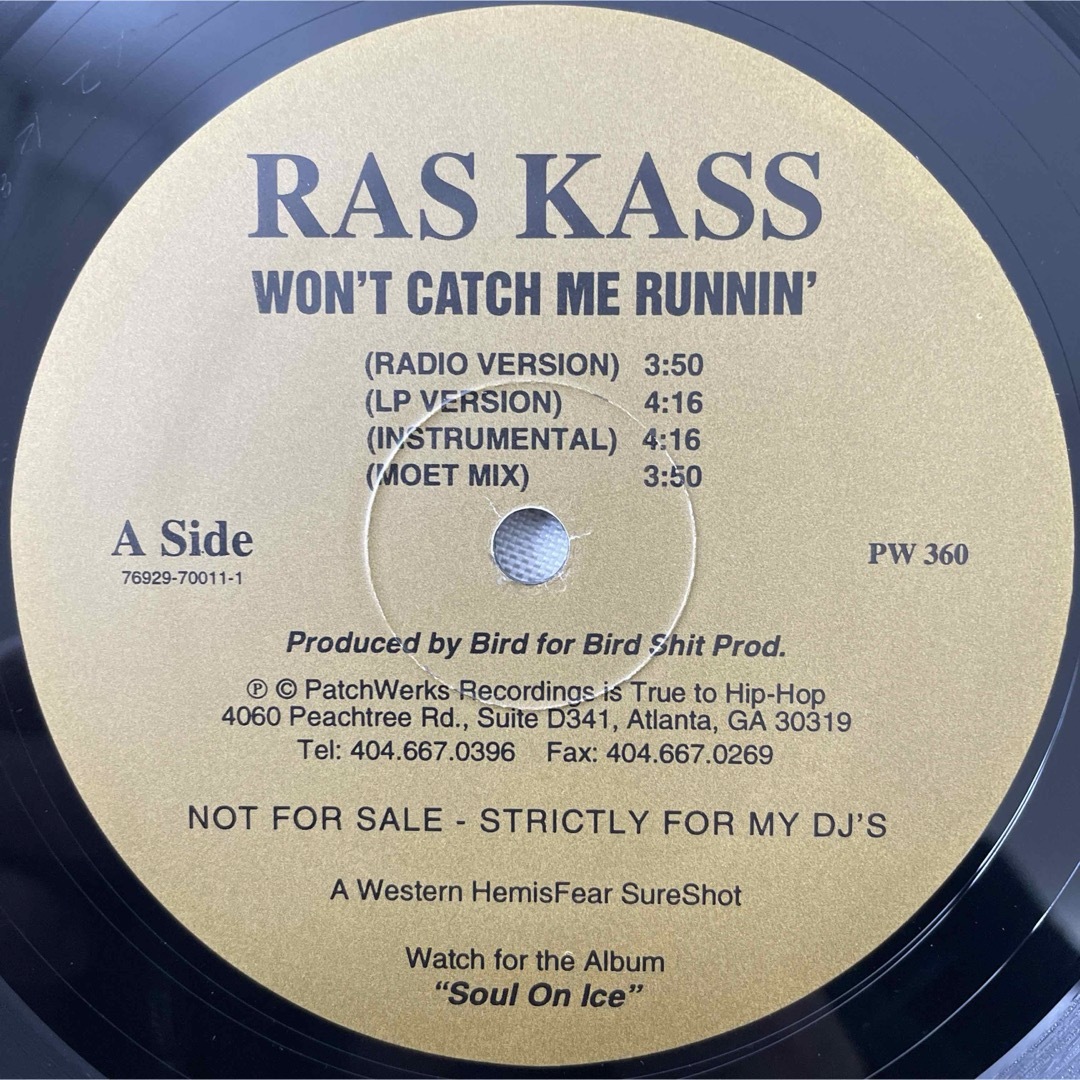 RAS KASS
WON'T CATCH ME RUNNIN'
(RADIO VERSION) 3:50
(LP VERSION) 4:16
(INSTRUMENTAL) 4:16
(MOET MIX) 3:50
A Side
76929-70011-1
PW 360
Produced by Bird for Bird Shit Prod.
℗ © PatchWerks Recordings is True to Hip-Hop
4060 Peachtree Rd., Suite D341, Atlanta, GA 30319
Tel: 404.667.0396 Fax: 404.667.0269
NOT FOR SALE - STRICTLY FOR MY DJ'S
A Western HemisFear SureShot
Watch for the Album
“Soul On Ice”